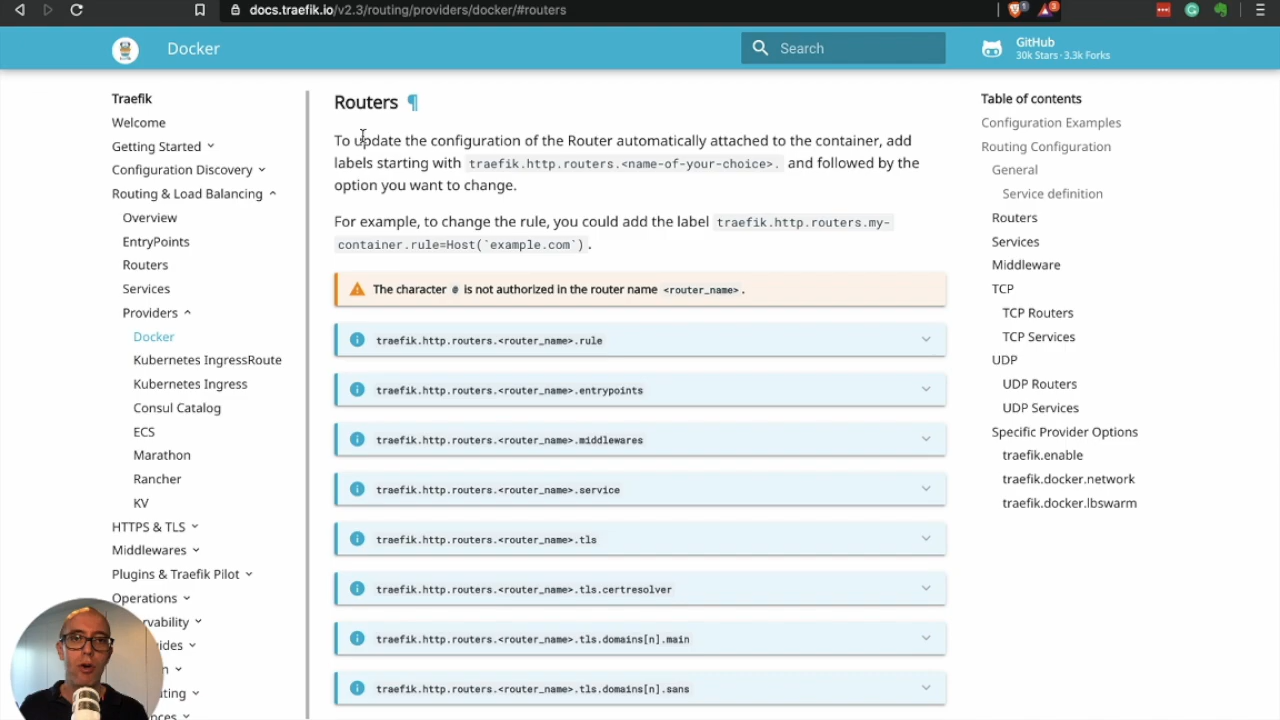 docs.traefik.io/v2.3/routing/providers/docker/#routers
1
3
Docker
Search
GitHub
30k Stars · 3.3k Forks
Traefik
Welcome
Getting Started
Configuration Discovery
Routing & Load Balancing
Overview
EntryPoints
Routers
Services
Providers
Docker
Kubernetes IngressRoute
Kubernetes Ingress
Consul Catalog
ECS
Marathon
Rancher
KV
HTTPS & TLS
Middlewares
Plugins & Traefik Pilot
Operations
Routers ¶
To update the configuration of the Router automatically attached to the container, add
labels starting with traefik.http.routers.<name-of-your-choice>. and followed by the
option you want to change.
For example, to change the rule, you could add the label traefik.http.routers.my-
container.rule=Host(`example.com`).
The character @ is not authorized in the router name <router_name>.
traefik.http.routers.<router_name>.rule
traefik.http.routers.<router_name>.entrypoints
traefik.http.routers.<router_name>.middlewares
traefik.http.routers.<router_name>.service
traefik.http.routers.<router_name>.tls
traefik.http.routers.<router_name>.tls.certresolver
traefik.http.routers.<router_name>.tls.domains[n].main
traefik.http.routers.<router_name>.tls.domains[n].sans
Table of contents
Configuration Examples
Routing Configuration
General
Service definition
Routers
Services
Middleware
TCP
TCP Routers
TCP Services
UDP
UDP Routers
UDP Services
Specific Provider Options
traefik.enable
traefik.docker.network
traefik.docker.lbswarm